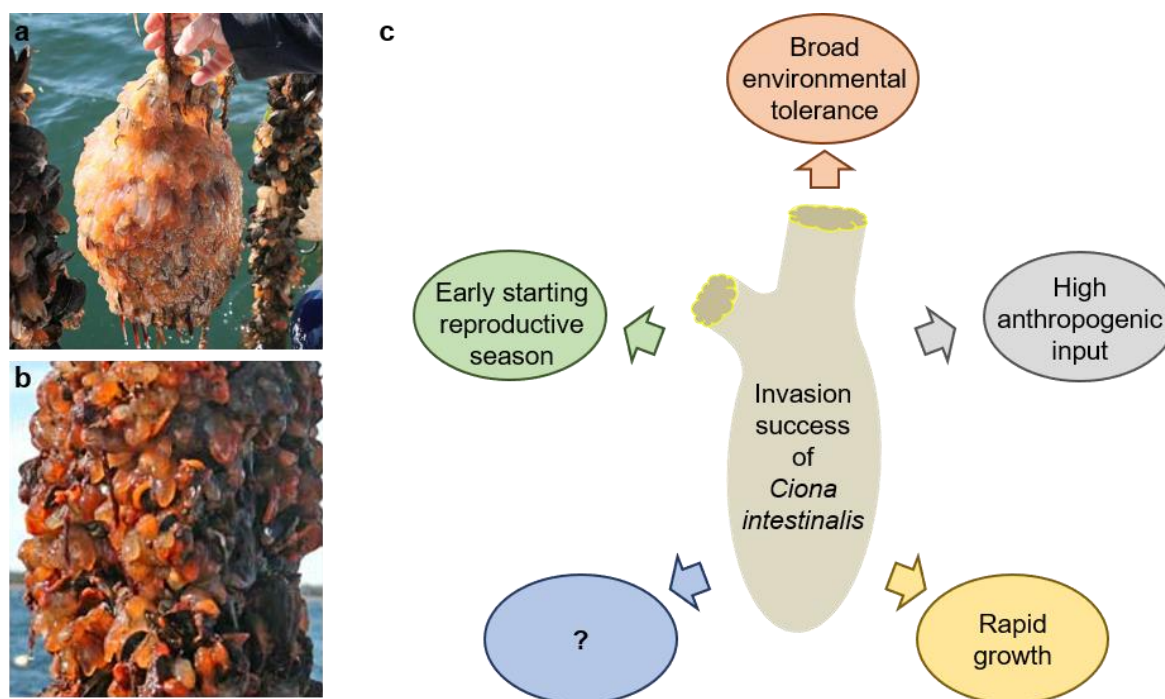 a
b
c
Broad
environmental
tolerance
Early starting
reproductive
season
High
anthropogenic
input
Invasion
success
of
Ciona
intestinalis
?
Rapid
growth